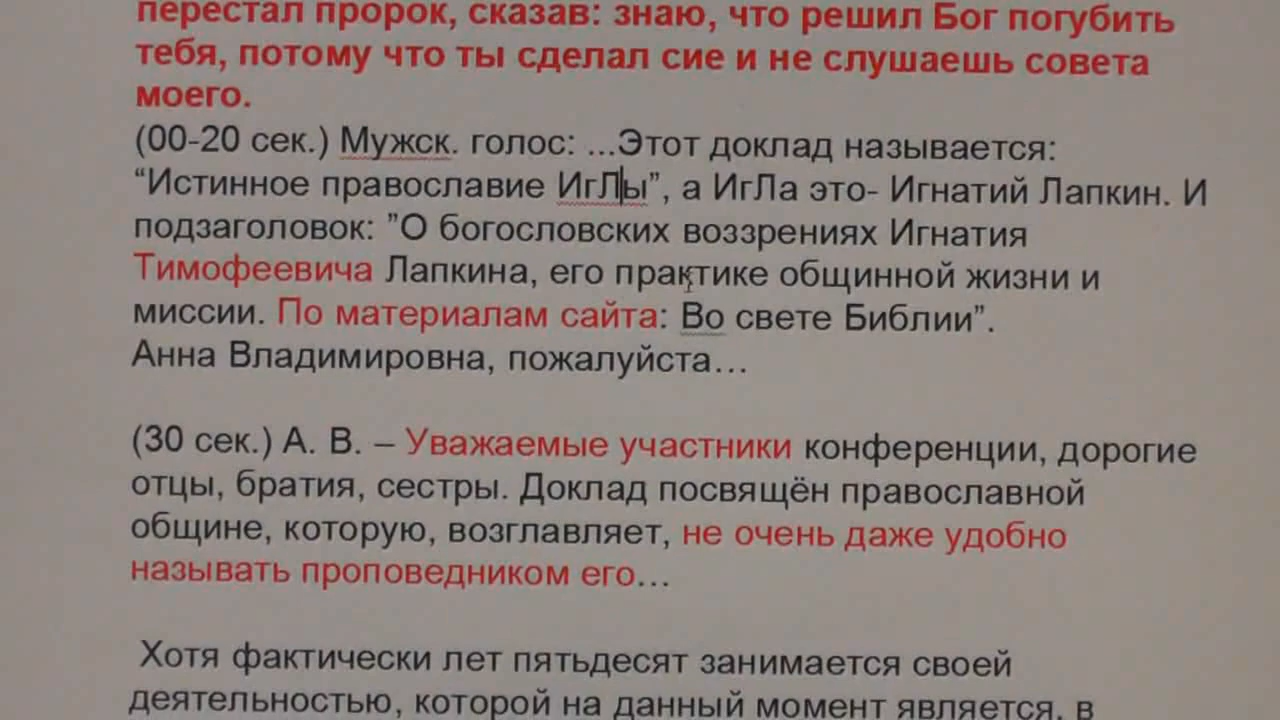 перестал пророк, сказав: знаю, что решил Бог погубить
тебя, потому что ты сделал сие и не слушаешь совета
моего.
(00-20 сек.) Мужск. голос: ...Этот доклад называется:
“Истинное православие ИгЛы”, а ИгЛа это- Игнатий Лапкин. И
подзаголовок: ”О богословских воззрениях Игнатия
Тимофеевича Лапкина, его практике общинной жизни и
миссии. По материалам сайта: Во свете Библии”.
Анна Владимировна, пожалуйста…
(30 сек.) А. В. – Уважаемые участники конференции, дорогие
отцы, братия, сестры. Доклад посвящён православной
общине, которую, возглавляет, не очень даже удобно
называть проповедником его…
Хотя фактически лет пятьдесят занимается своей
деятельностью, которой на данный момент является, в